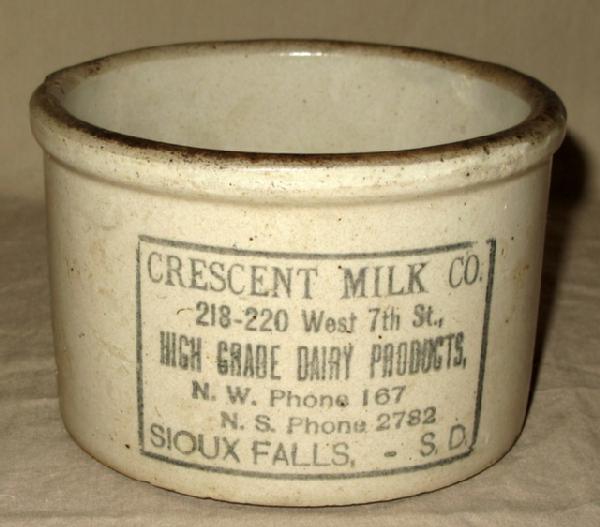 CRESCENT MILK CO.
218-220 West 7th St.,
HIGH GRADE DAIRY PRODUCTS,
N. W. Phone 167
N. S. Phone 2782
SIOUX FALLS, - S. D.